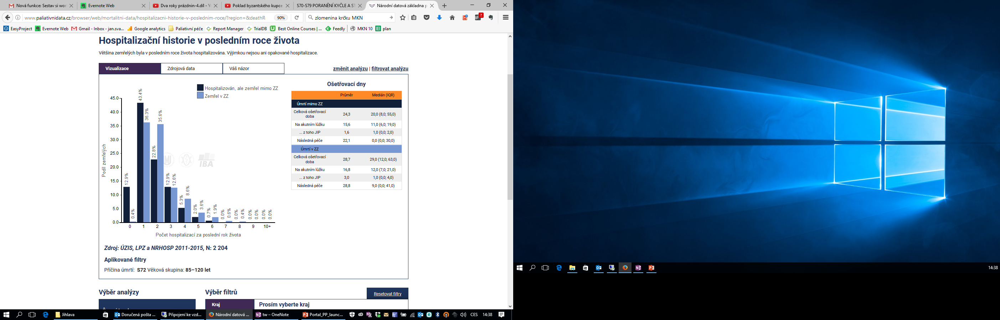 Nová funkce: Sestav si wor
Evernote Web
Dva roky prázdnin-4.díl - Y
Poklad byzantského kupce
S70-S79 PORANĚNÍ KYČLE A ST
Národní datová základna p
www.paliativnidata.cz/browser/web/mortalitni-data/hospitalizacni-historie-v-poslednim-roce/?region=&deathR
90%
zlomenina krčku MKN
?
EasyProject
Evernote Web
Gmail - Inbox - jan.sva...
Google analytics
Paliativní péče
Report Manager
TrialDB
Best Online Courses | ...
Feedly
MKN 10
plan
Hospitalizační historie v posledním roce života
Většina zemřelých byla v posledním roce života hospitalizována. Výjimkou nejsou ani opakované hospitalizace.
Vizualizace
Zdrojová data
Váš názor
změnit analýzu | filtrovat analýzu
Hospitalizován, ale zemřel mimo ZZ
Zemřel v ZZ
Podíl zemřelých
45.0
40.0
35.0
30.0
25.0
20.0
15.0
10.0
5.0
0.0
12.9% 0.4%
43.4% 36.3%
22.8% 35.6%
12.9% 12.6%
5.3% 8.6%
2.0% 3.6%
0.7% 1.9%
0.0% 0.6%
0.0% 0.4%
0.0% 0.0%
0.0% 0.0%
0 1 2 3 4 5 6 7 8 9 10+
Počet hospitalizací za poslední rok života
IBA
Ošetřovací dny
Průměr Medián (IQR)
Úmrtí mimo ZZ
Celková ošetřovací doba 24,3 20,0 (8,0; 55,0)
Na akutním lůžku 15,6 11,0 (6,0; 19,0)
... z toho JIP 1,6 1,0 (0,0; 2,0)
Následná péče 22,1 0,0 (0,0; 30,0)
Úmrtí v ZZ
Celková ošetřovací doba 28,7 29,0 (12,0; 63,0)
Na akutním lůžku 16,8 12,0 (7,0; 21,0)
... z toho JIP 3,0 1,0 (0,0; 4,0)
Následná péče 28,8 9,0 (0,0; 41,0)
Zdroj: ÚZIS, LPZ a NRHOSP 2011-2015, N: 2 204
Aplikované filtry
Příčina úmrtí: S72 Věková skupina: 85–120 let
Výběr analýzy
Výběr filtrů
Resetovat filtry
Kraj
Prosím vyberte kraj
Jihlava
Doručená pošta ...
Připojení ke vzd...
Národní datová ...
tw – OneNote
Portal_PP_launc...
CES
14:38
14:38